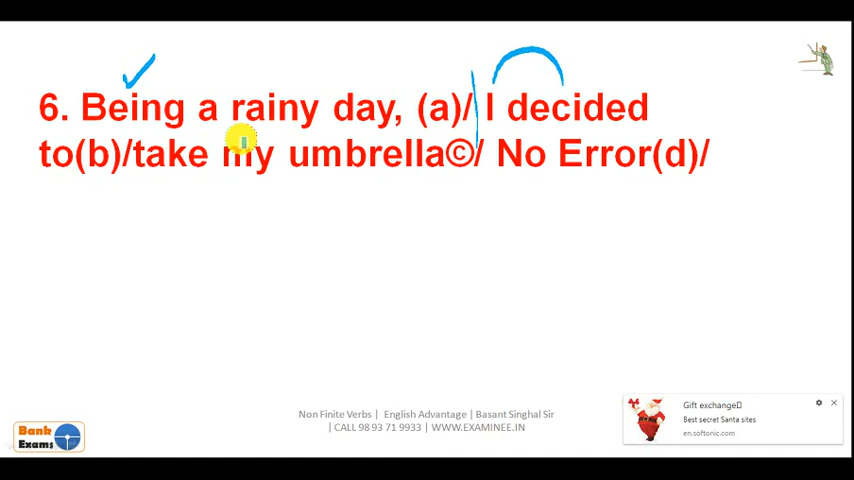 6. Being a rainy day, (a)/ I decided
to(b)/take my umbrella©/ No Error(d)/
Non Finite Verbs | English Advantage | Basant Singhal Sir
| CALL 98 93 71 9933 | WWW.EXAMINEE.IN
Bank
Exams
Gift exchange
Best secret Santa sites
en.softonic.com